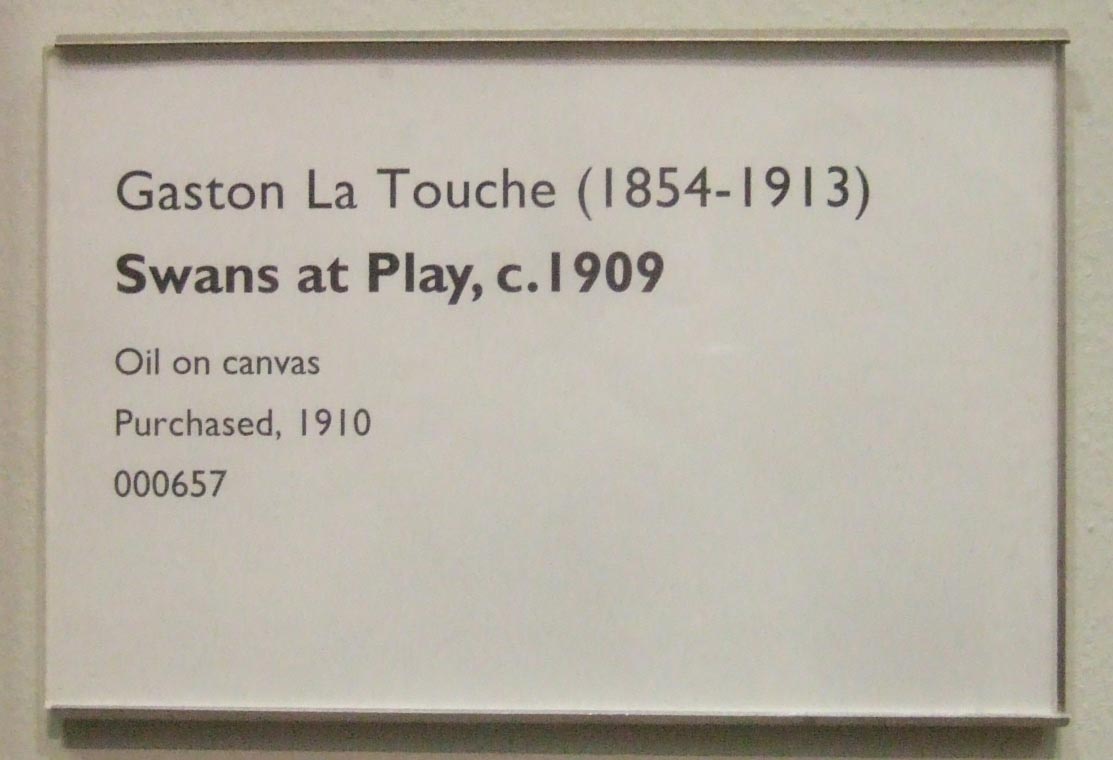 Gaston La Touche (1854-1913)
Swans at Play, c.1909
Oil on canvas
Purchased, 1910
000657